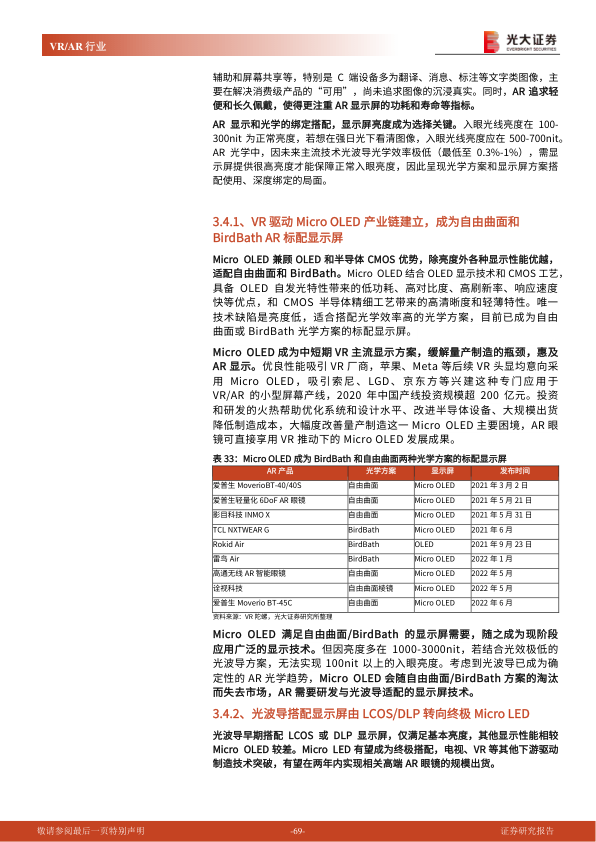 VR/AR 行业
光大证券
EVERBRIGHT SECURITIES
辅助和屏幕共享等，特别是 C 端设备多为翻译、消息、标注等文字类图像，主
要在解决消费级产品的“可用”，尚未追求图像的沉浸真实。同时，AR 追求轻
便和长久佩戴，使得更注重 AR 显示屏的功耗和寿命等指标。
AR 显示和光学的绑定搭配，显示屏亮度成为选择关键。入眼光线亮度在 100-
300nit 为正常亮度，若想在强日光下看清图像，入眼光线亮度应在 500-700nit。
AR 光学中，因未来主流技术光波导光学效率极低（最低至 0.3%-1%），需显
示屏提供很高亮度才能保障正常入眼亮度，因此呈现光学方案和显示屏方案搭
配使用、深度绑定的局面。
3.4.1、VR 驱动 Micro OLED 产业链建立，成为自由曲面和
BirdBath AR 标配显示屏
Micro OLED 兼顾 OLED 和半导体 CMOS 优势，除亮度外各种显示性能优越，
适配自由曲面和 BirdBath。Micro OLED 结合 OLED 显示技术和 CMOS 工艺，
具备 OLED 自发光特性带来的低功耗、高对比度、高刷新率、响应速度
快等优点，和 CMOS 半导体精细工艺带来的高清晰度和轻薄特性。唯一
技术缺陷是亮度低，适合搭配光学效率高的光学方案，目前已成为自由
曲面或 BirdBath 光学方案的标配显示屏。
Micro OLED 成为中短期 VR 主流显示方案，缓解量产制造的瓶颈，惠及
AR 显示。优良性能吸引 VR 厂商，苹果、Meta 等后续 VR 头显均意向采
用 Micro OLED，吸引索尼、LGD、京东方等兴建这种专门应用于
VR/AR 的小型屏幕产线，2020 年中国产线投资规模超 200 亿元。投资
和研发的火热帮助优化系统和设计水平、改进半导体设备、大规模出货
降低制造成本，大幅度改善量产制造这一 Micro OLED 主要困境，AR 眼
镜可直接享用 VR 推动下的 Micro OLED 发展成果。
表 33：Micro OLED 成为 BirdBath 和自由曲面两种光学方案的标配显示屏
AR 产品 光学方案 显示屏 发布时间
爱普生 MoverioBT-40/40S 自由曲面 Micro OLED 2021 年 3 月 2 日
爱普生轻量化 6DoF AR 眼镜 自由曲面 Micro OLED 2021 年 5 月 21 日
影目科技 INMO X 自由曲面 Micro OLED 2021 年 5 月 31 日
TCL NXTWEAR G BirdBath Micro OLED 2021 年 6 月
Rokid Air BirdBath OLED 2021 年 9 月 23 日
雷鸟 Air BirdBath Micro OLED 2022 年 1 月
高通无线 AR 智能眼镜 自由曲面 Micro OLED 2022 年 5 月
诠视科技 自由曲面棱镜 Micro OLED 2022 年 5 月
爱普生 Moverio BT-45C 自由曲面 Micro OLED 2022 年 6 月
资料来源：VR 陀螺，光大证券研究所整理
Micro OLED 满足自由曲面/BirdBath 的显示屏需要，随之成为现阶段
应用广泛的显示技术。但因亮度多在 1000-3000nit，若结合光效极低的
光波导方案，无法实现 100nit 以上的入眼亮度。考虑到光波导已成为确
定性的 AR 光学趋势，Micro OLED 会随自由曲面/BirdBath 方案的淘汰
而失去市场，AR 需要研发与光波导适配的显示屏技术。
3.4.2、光波导搭配显示屏由 LCOS/DLP 转向终极 Micro LED
光波导早期搭配 LCOS 或 DLP 显示屏，仅满足基本亮度，其他显示性能相较
Micro OLED 较差。Micro LED 有望成为终极搭配，电视、VR 等其他下游驱动
制造技术突破，有望在两年内实现相关高端 AR 眼镜的规模出货。
敬请参阅最后一页特别声明
-69-
证券研究报告